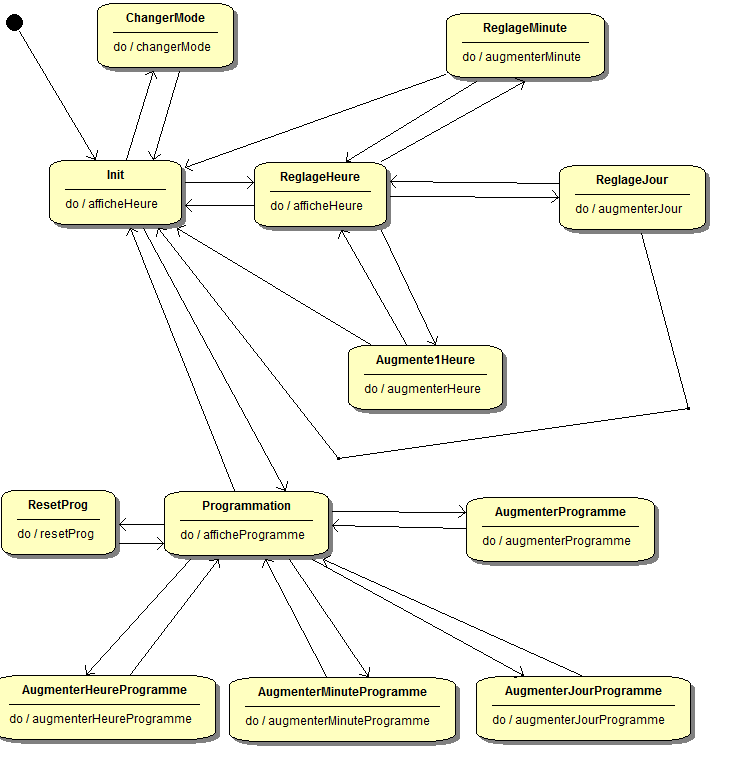 ChangerMode
do / changerMode
ReglageMinute
do / augmenterMinute
Init
do / afficheHeure
ReglageHeure
do / afficheHeure
ReglageJour
do / augmenterJour
Augmente1Heure
do / augmenterHeure
ResetProg
do / resetProg
Programmation
do / afficheProgramme
AugmenterProgramme
do / augmenterProgramme
AugmenterHeureProgramme
do / augmenterHeureProgramme
AugmenterMinuteProgramme
do / augmenterMinuteProgramme
AugmenterJourProgramme
do / augmenterJourProgramme